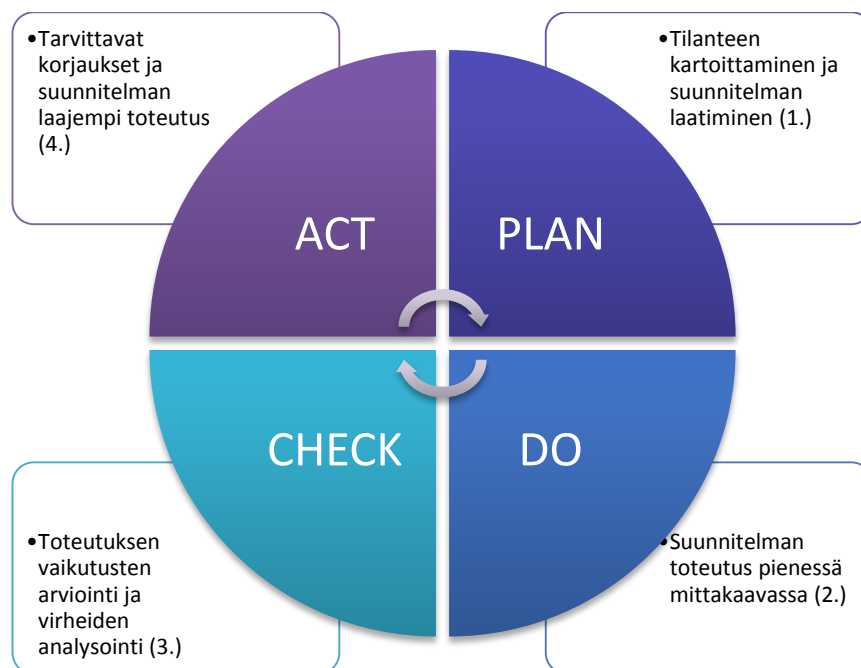 •Tarvittavat
korjaukset ja
suunnitelman
laajempi toteutus
(4.)
•Tilanteen
kartoittaminen ja
suunnitelman
laatiminen (1.)
ACT
PLAN
CHECK
DO
•Toteutuksen
vaikutusten
arviointi ja
virheiden
analysointi (3.)
•Suunnitelman
toteutus pienessä
mittakaavassa (2.)